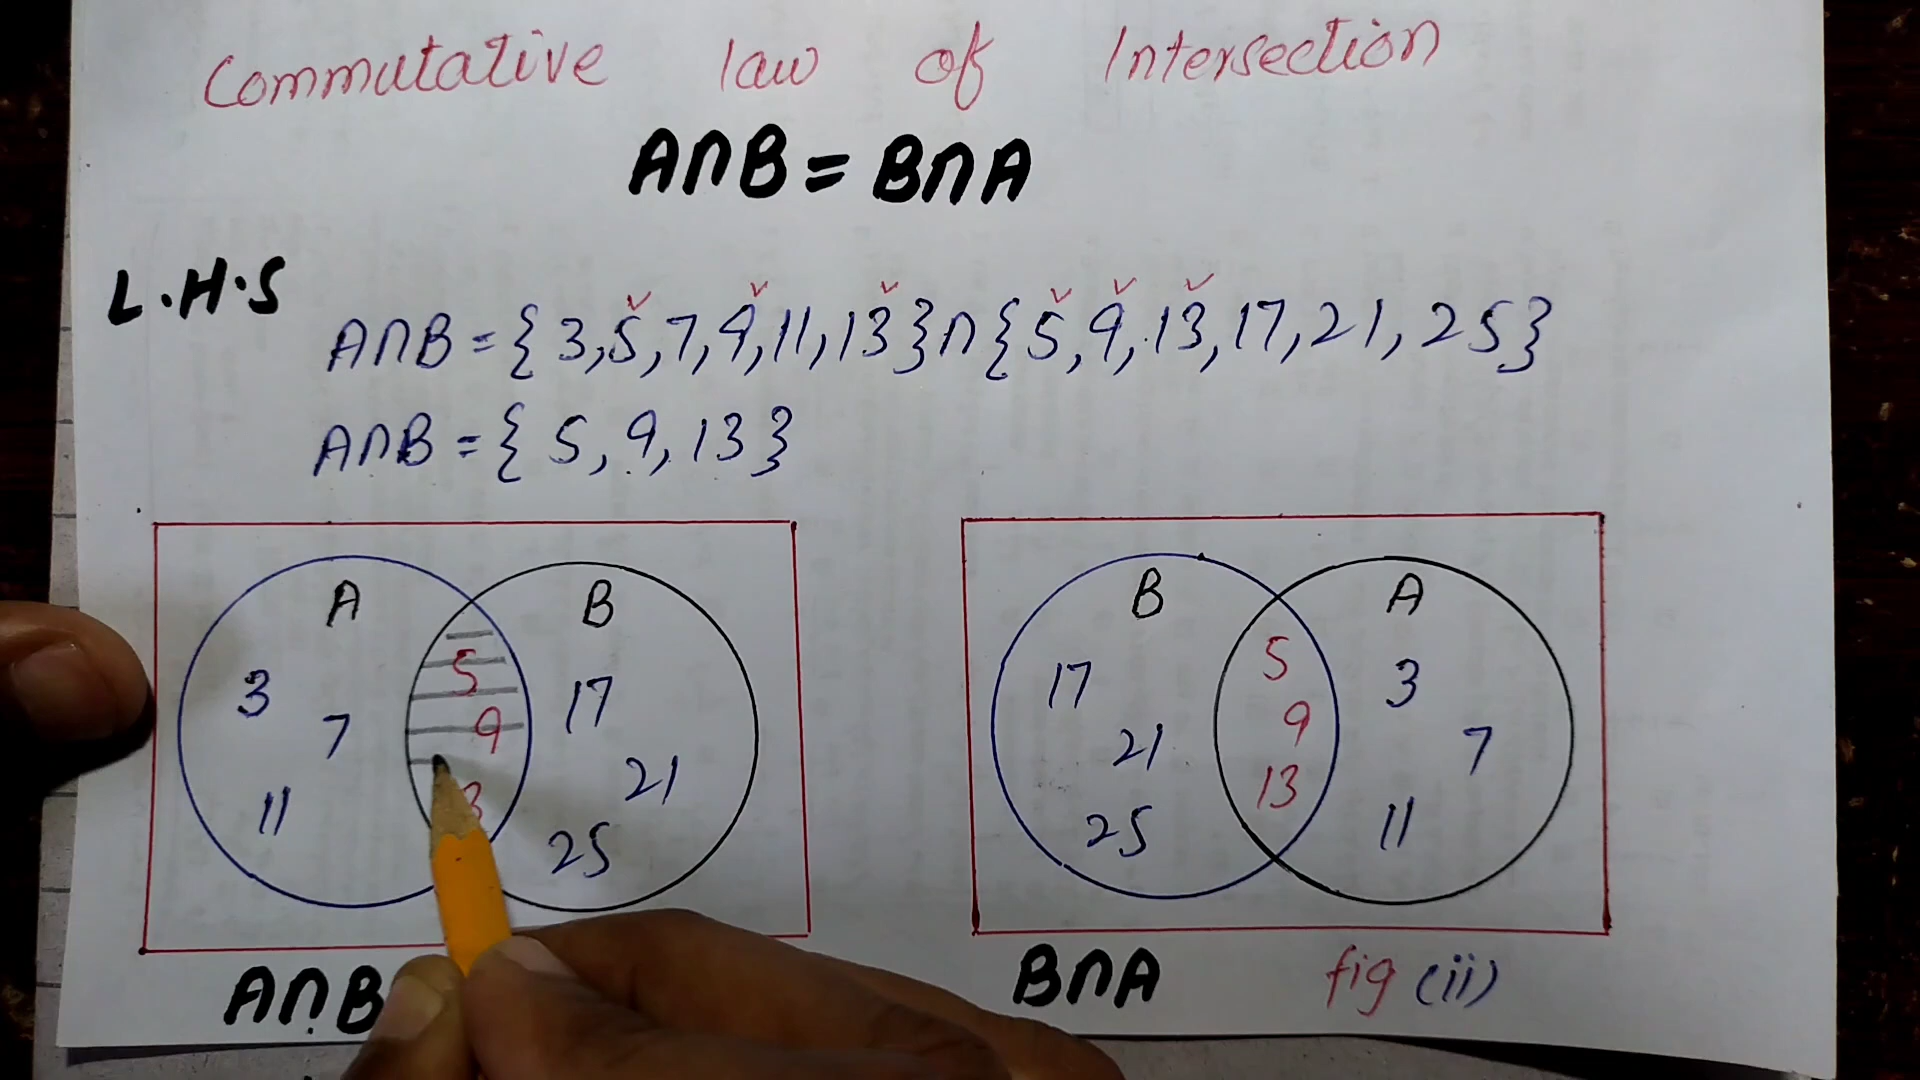 Commutative law of Intersection
A∩B = B∩A
L.H.S
A∩B = {3,5,7,9,11,13}∩{5,9,13,17,21,25}
A∩B = {5,9,13}
A B
3 7 11
5 9
17 21 25
B A
17 21 25
5 9 13
3 7 11
A∩B
B∩A fig (ii)